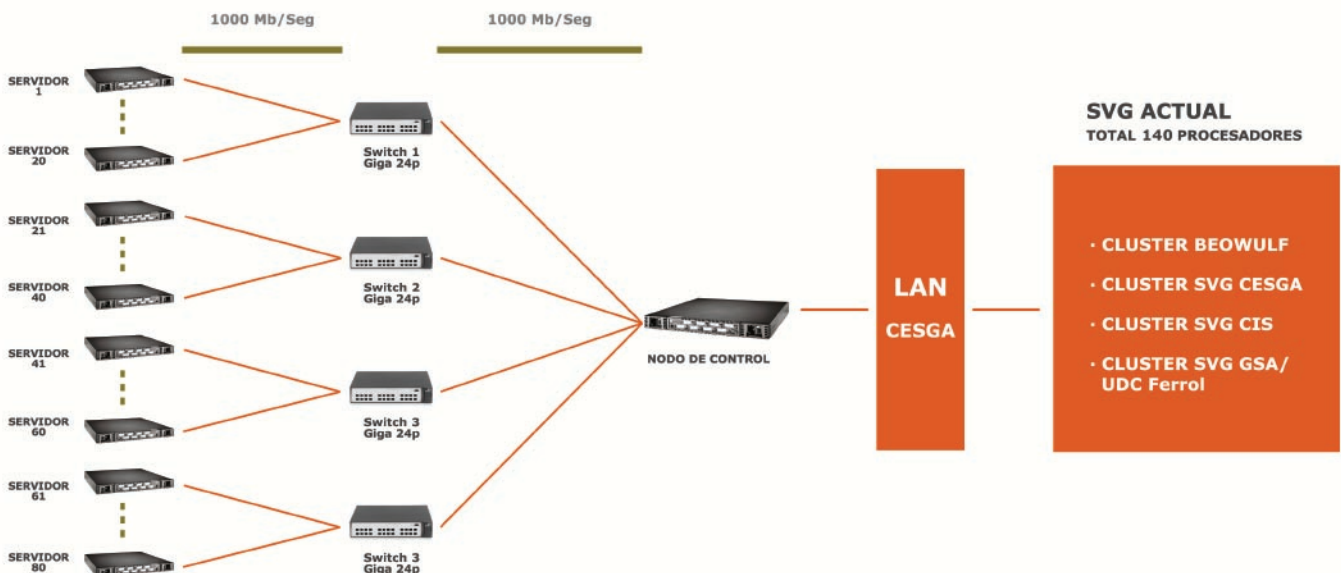 1000 Mb/Seg
1000 Mb/Seg
SERVIDOR
1
SERVIDOR
20
Switch 1
Giga 24p
SERVIDOR
21
SERVIDOR
40
Switch 2
Giga 24p
SERVIDOR
41
SERVIDOR
60
Switch 3
Giga 24p
SERVIDOR
61
SERVIDOR
80
Switch 3
Giga 24p
NODO DE CONTROL
LAN
CESGA
SVG ACTUAL
TOTAL 140 PROCESADORES
· CLUSTER BEOWULF
· CLUSTER SVG CESGA
· CLUSTER SVG CIS
· CLUSTER SVG GSA/
UDC Ferrol